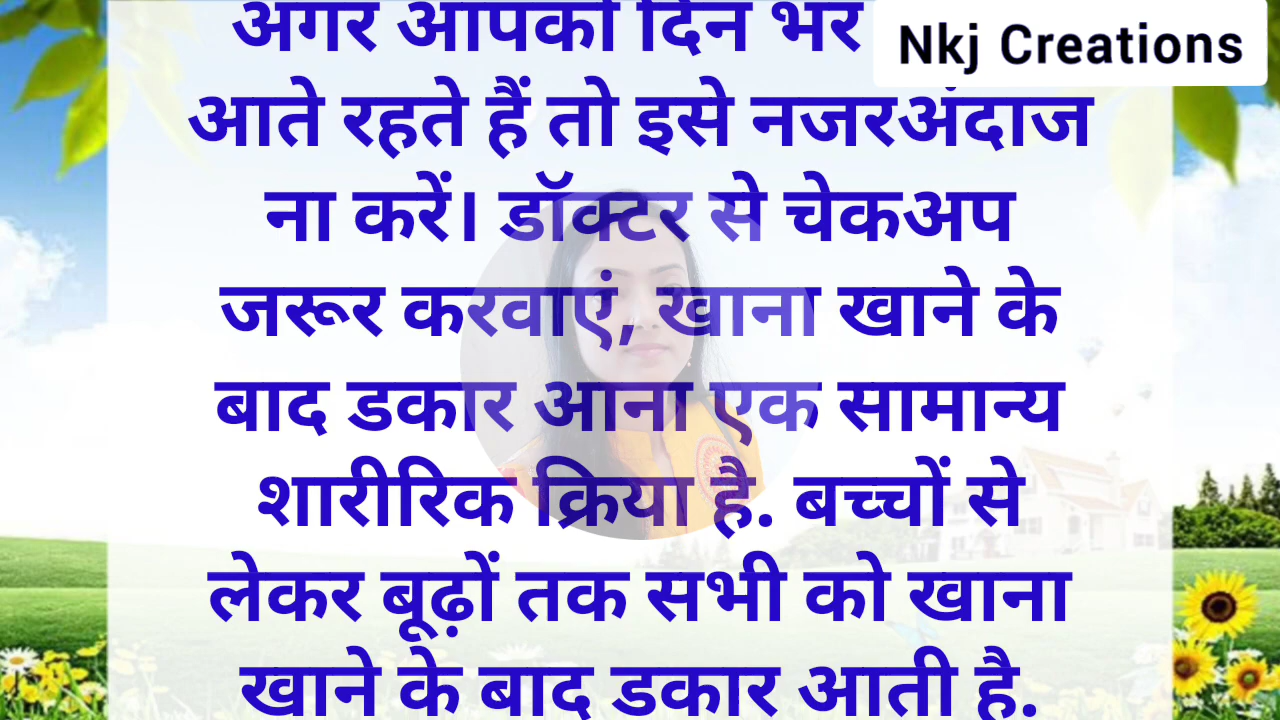 अगर आपको दिन भर
Nkj Creations
आते रहते हैं तो इसे नजरअंदाज
ना करें। डॉक्टर से चेकअप
जरूर करवाएं, खाना खाने के
बाद डकार आना एक सामान्य
शारीरिक क्रिया है. बच्चों से
लेकर बूढ़ों तक सभी को खाना
खाने के बाद डकार आती है.